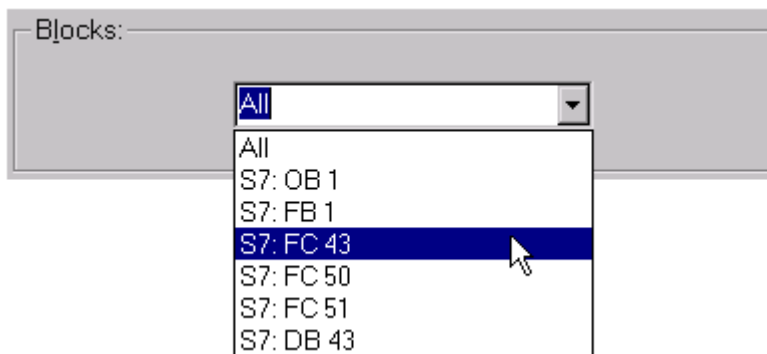 Blocks:
All
All
S7: OB 1
S7: FB 1
S7: FC 43
S7: FC 50
S7: FC 51
S7: DB 43